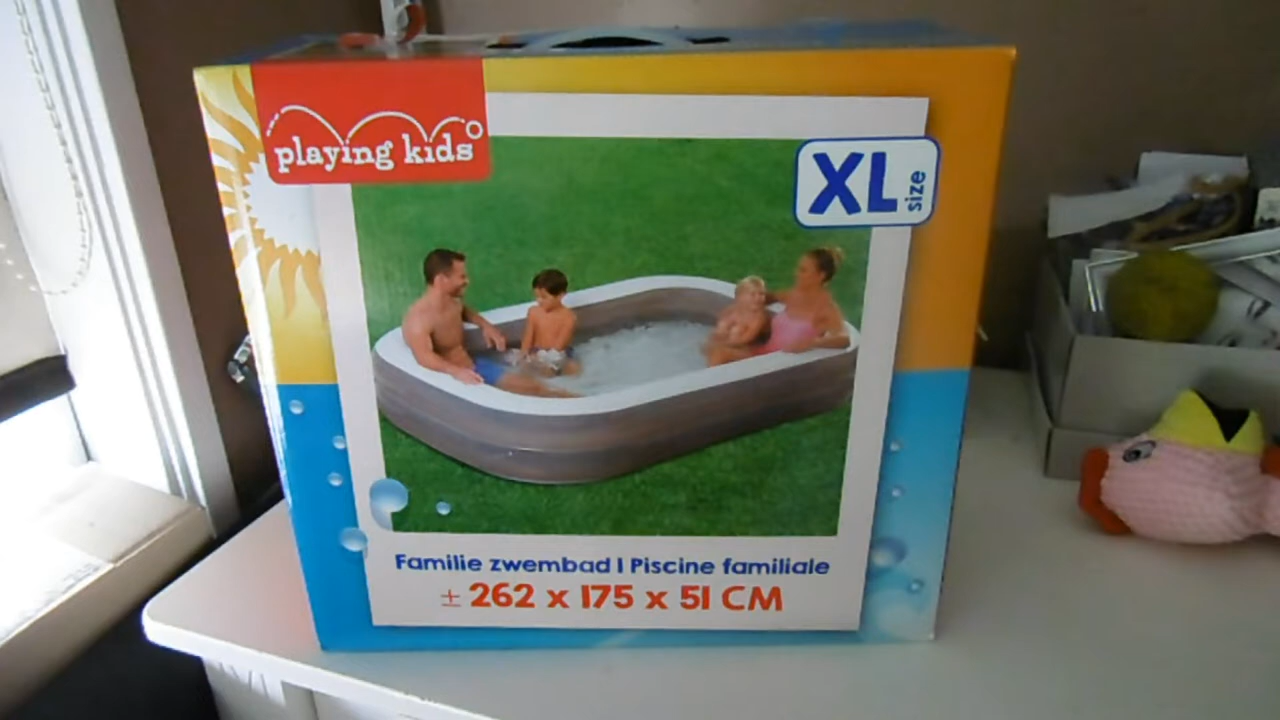 playing kids
XL size
Familie zwembad | Piscine familiale
± 262 x 175 x 51 CM